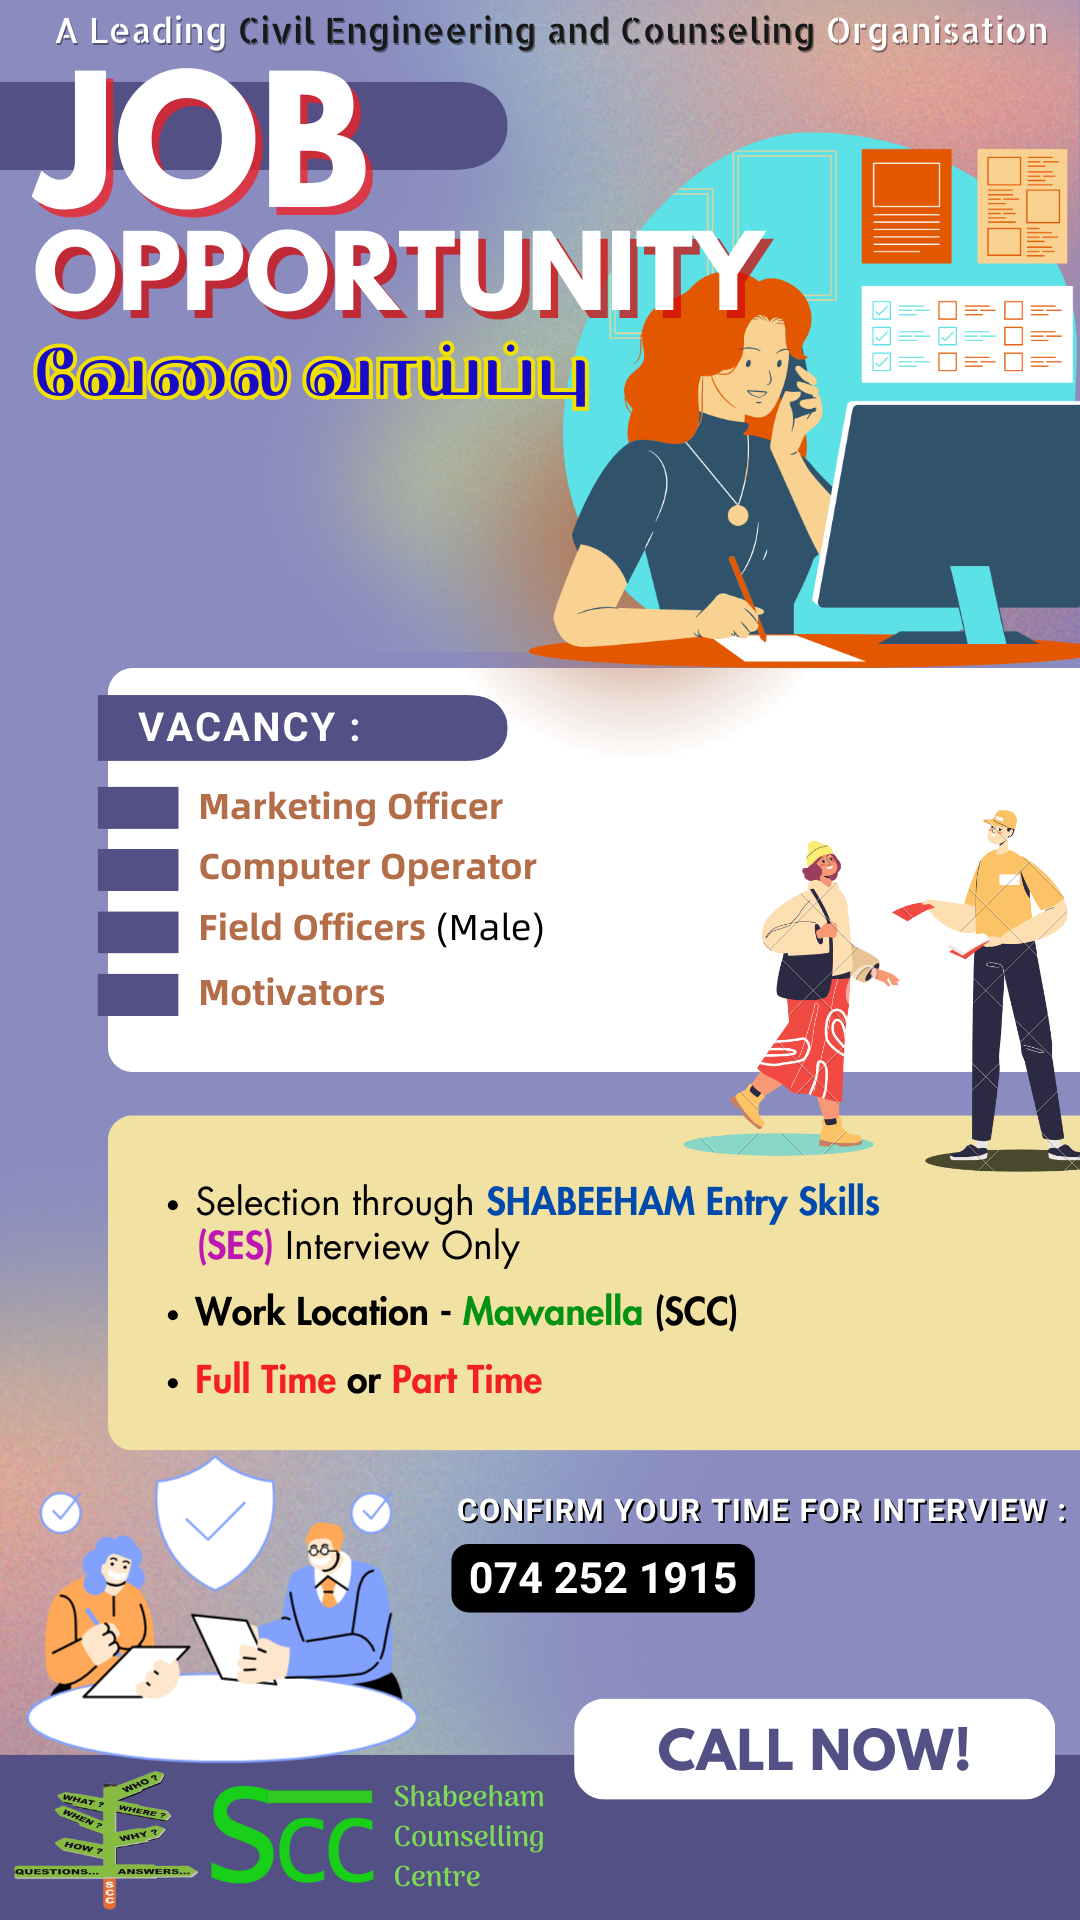 A Leading Civil Engineering and Counseling Organisation
JOB
OPPORTUNITY
வேலை வாய்ப்பு
VACANCY :
Marketing Officer
Computer Operator
Field Officers (Male)
Motivators
• Selection through SHABEEHAM Entry Skills
(SES) Interview Only
• Work Location - Mawanella (SCC)
• Full Time or Part Time
CONFIRM YOUR TIME FOR INTERVIEW :
074 252 1915
CALL NOW!
WHO ?
WHAT ?
WHERE ?
WHEN ?
WHY ?
HOW ?
QUESTIONS... ANSWERS...
SCC
Scc
Shabeeham
Counselling
Centre